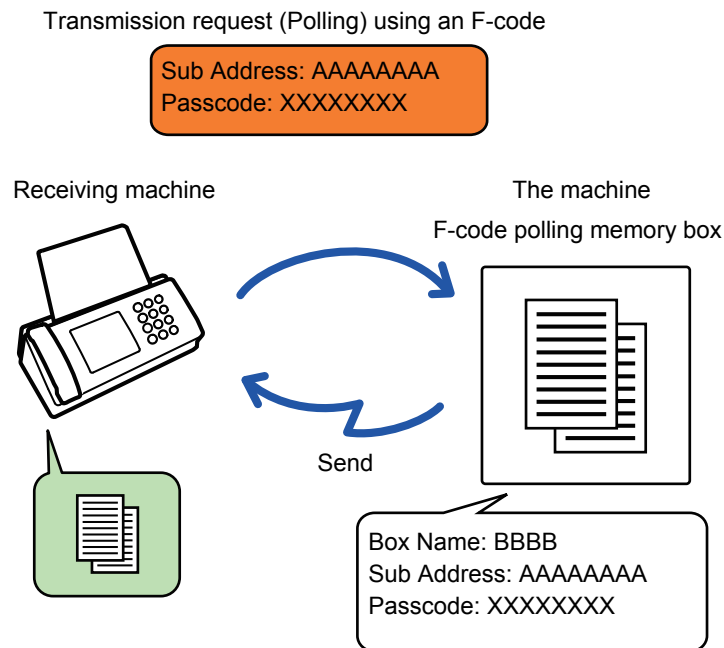 Transmission request (Polling) using an F-code
Sub Address: AAAAAAAA
Passcode: XXXXXXXX
Receiving machine
The machine
F-code polling memory box
Send
Box Name: BBBB
Sub Address: AAAAAAAA
Passcode: XXXXXXXX